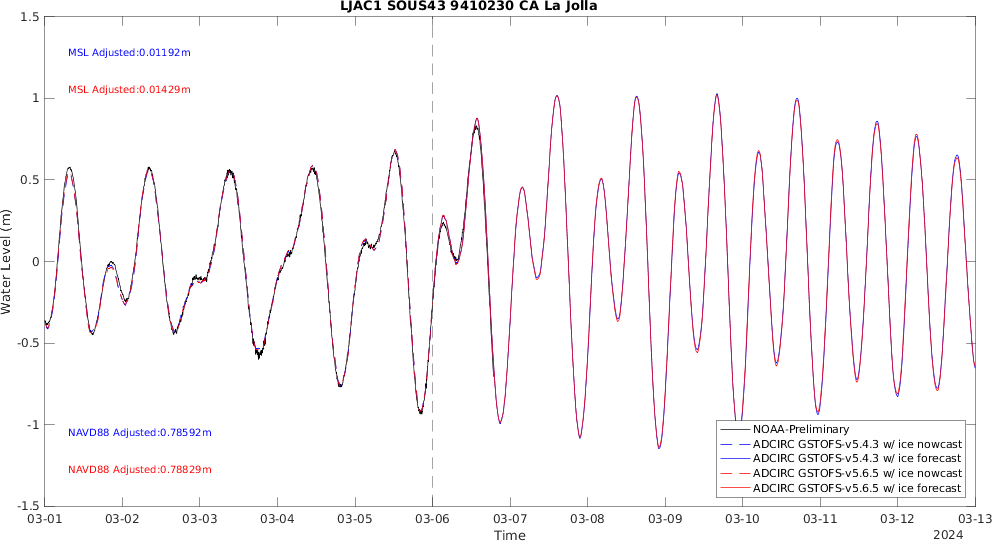 LJAC1 SOUS43 9410230 CA La Jolla
1.5
MSL Adjusted:0.01192m
1
MSL Adjusted:0.01429m
0.5
0
Water Level (m)
-0.5
-1
NAVD88 Adjusted:0.78592m
NAVD88 Adjusted:0.78829m
-1.5
NOAA-Preliminary
ADCIRC GSTOFS-v5.4.3 w/ ice nowcast
ADCIRC GSTOFS-v5.4.3 w/ ice forecast
ADCIRC GSTOFS-v5.6.5 w/ ice nowcast
ADCIRC GSTOFS-v5.6.5 w/ ice forecast
03-01 03-02 03-03 03-04 03-05 03-06 03-07 03-08 03-09 03-10 03-11 03-12 03-13
Time
2024